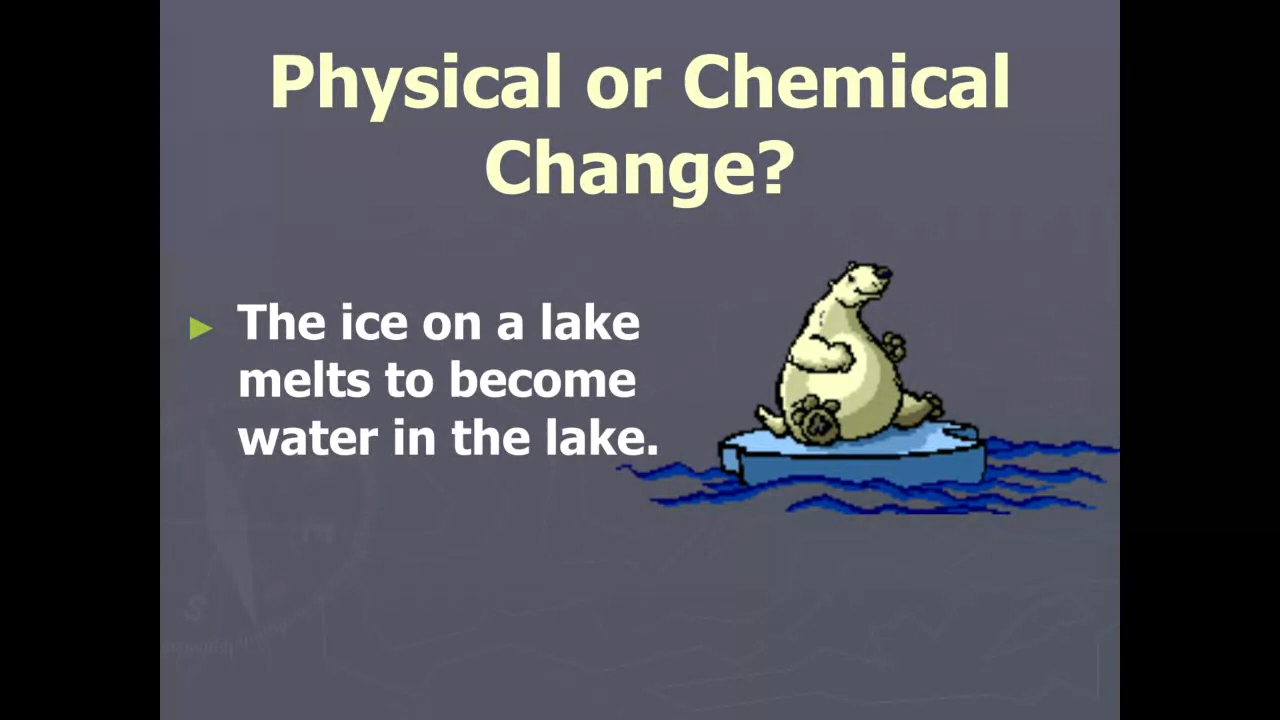 Physical or Chemical
Change?
► The ice on a lake
melts to become
water in the lake.
S
E